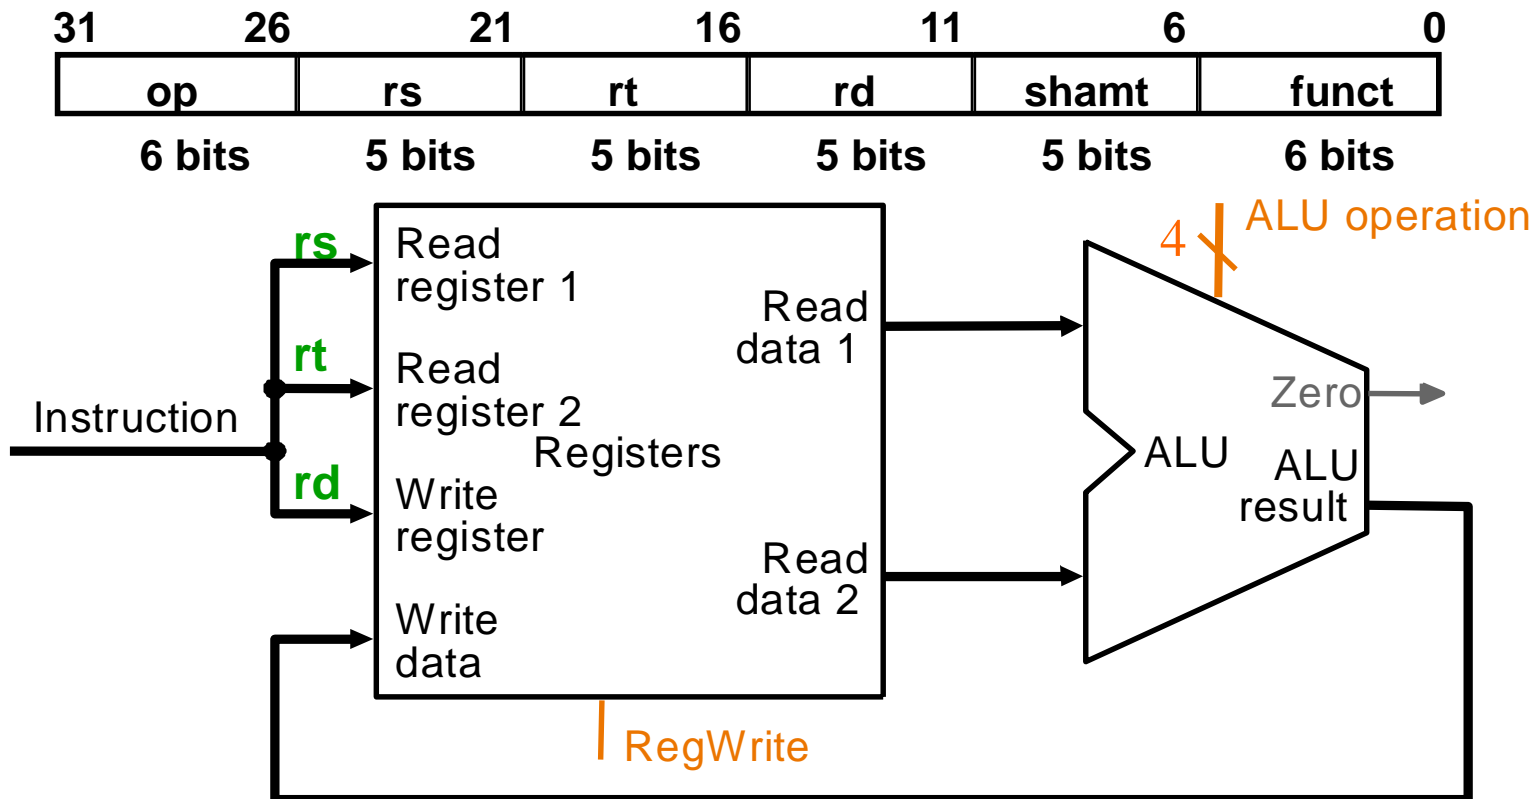 31 26 21 16 11 6 0
op rs rt rd shamt funct
6 bits 5 bits 5 bits 5 bits 5 bits 6 bits
rs
rt
rd
Instruction
Read
register 1
Read
register 2
Registers
Write
register
Write
data
Read
data 1
Read
data 2
RegWrite
4
ALU operation
Zero
ALU
ALU
result